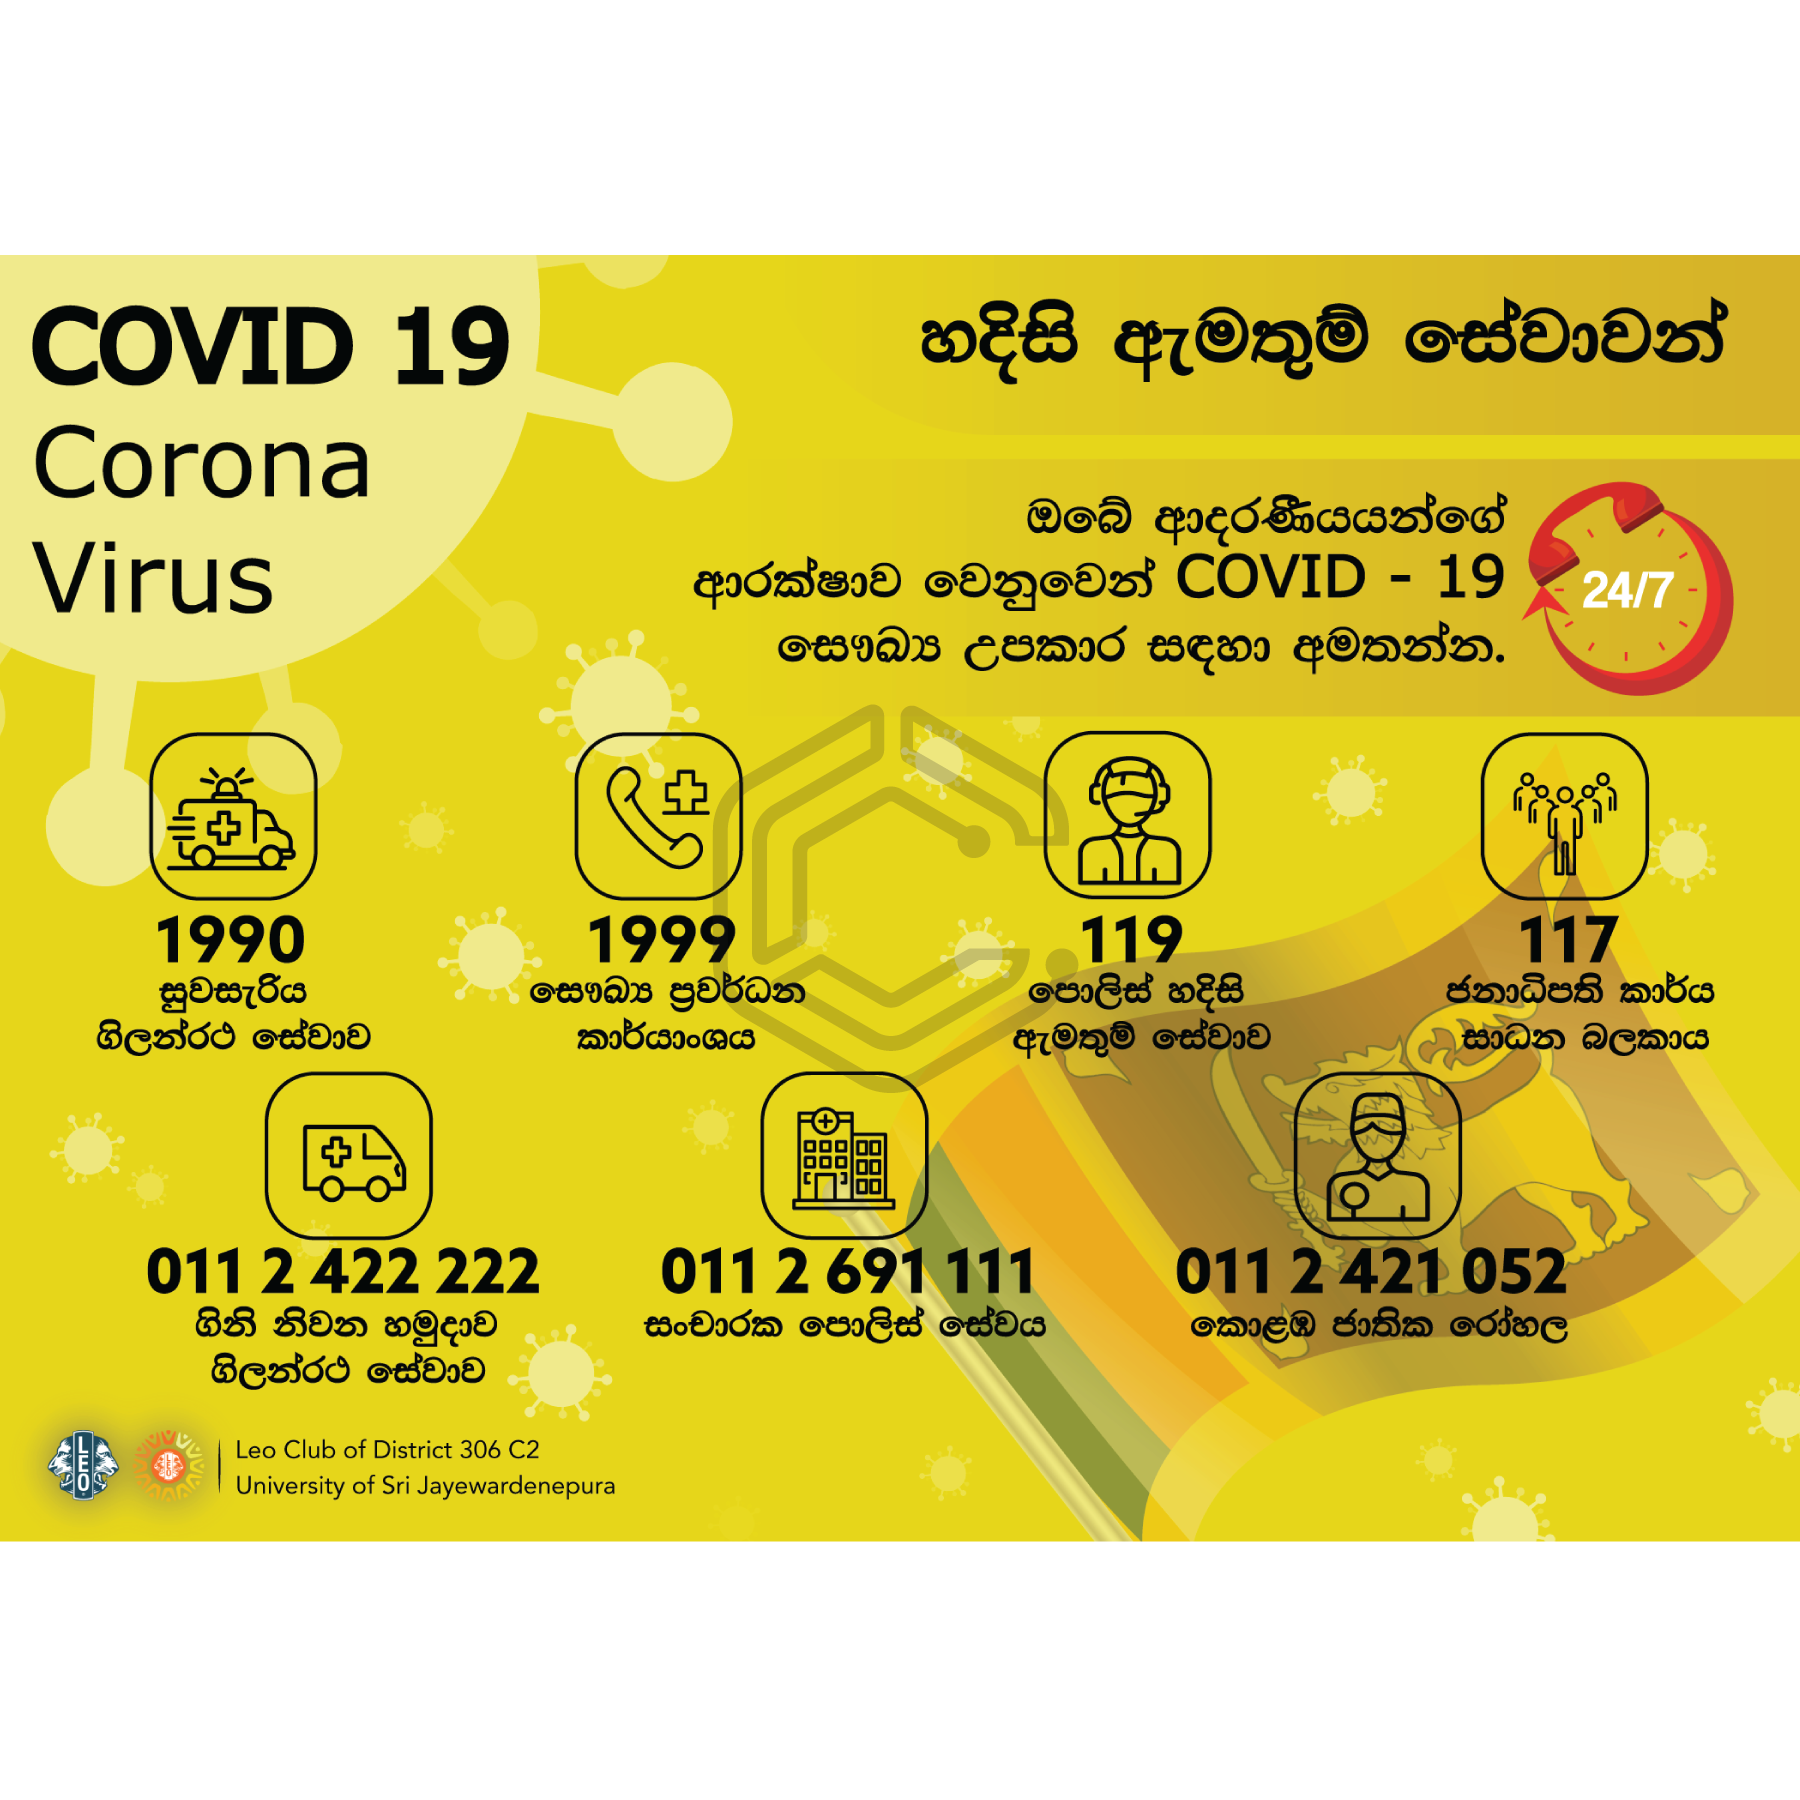 COVID 19
Corona
Virus
හදිසි ඇමතුම් සේවාවන්
ඔබේ ආදරණීයයන්ගේ
ආරක්ෂාව වෙනුවෙන් COVID - 19
සෞඛ්‍ය උපකාර සඳහා අමතන්න.
24/7
1990
සුවසැරිය
ගිලන්රථ සේවාව
1999
සෞඛ්‍ය ප්‍රවර්ධන
කාර්යාංශය
119
පොලිස් හදිසි
ඇමතුම් සේවාව
117
ජනාධිපති කාර්ය
සාධන බලකාය
011 2 422 222
ගිනි නිවන හමුදාව
ගිලන්රථ සේවාව
011 2 691 111
සංචාරක පොලිස් සේවය
011 2 421 052
කොළඹ ජාතික රෝහල
LEO
Leo Club of District 306 C2
University of Sri Jayewardenepura